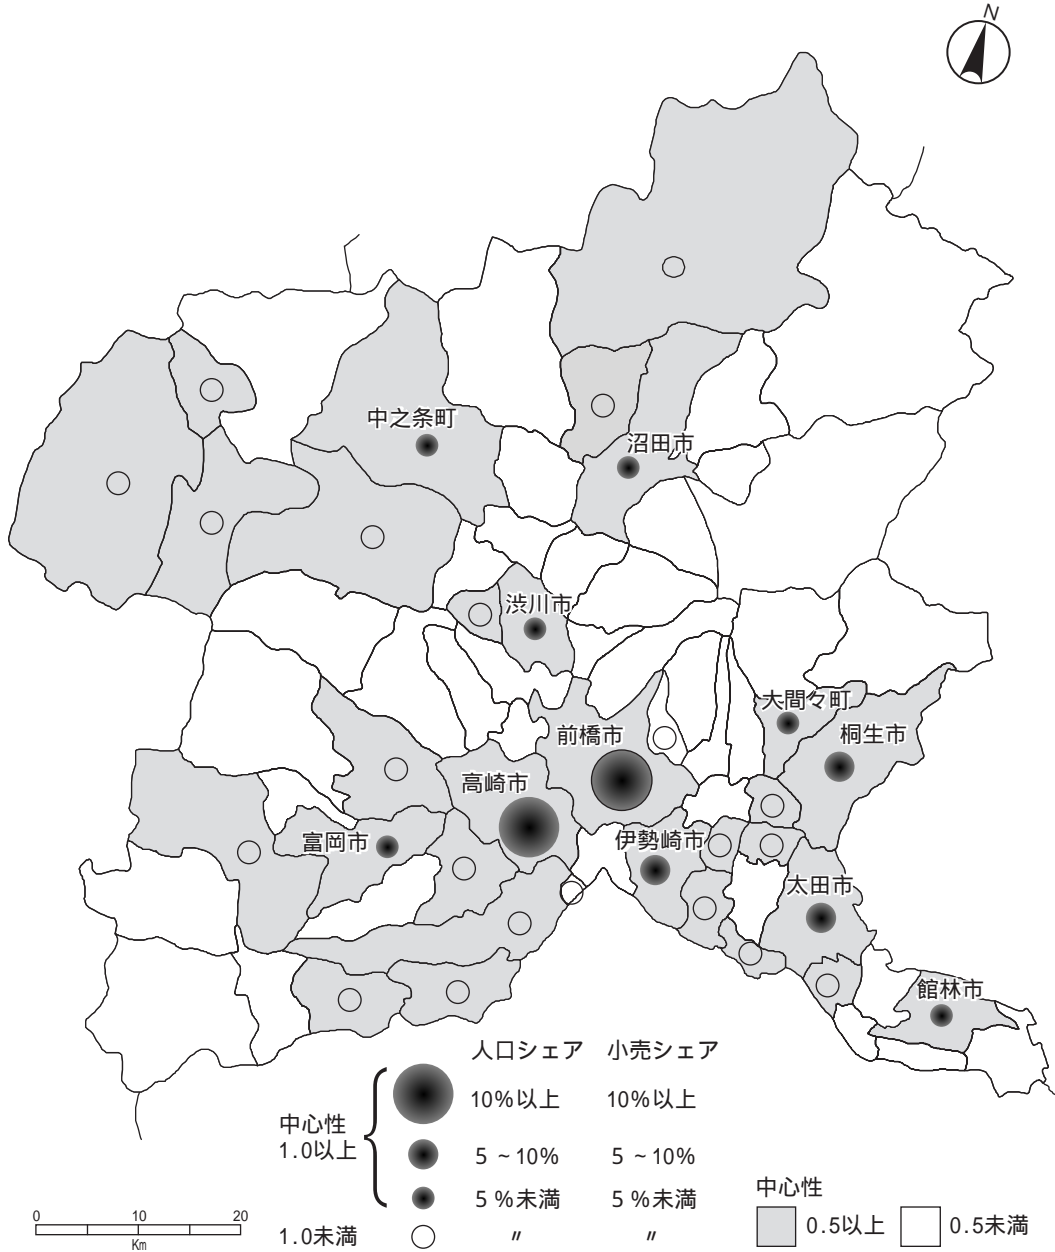 N
中之条町
沼田市
渋川市
大間々町
前橋市
桐生市
高崎市
富岡市
伊勢崎市
太田市
館林市
人口シェア 小売シェア
10%以上 10%以上
中心性
1.0以上
5 ~10% 5 ~10%
5 %未満 5 %未満
1.0未満 〃 〃
中心性
0.5以上 0.5未満
0 10 20
Km